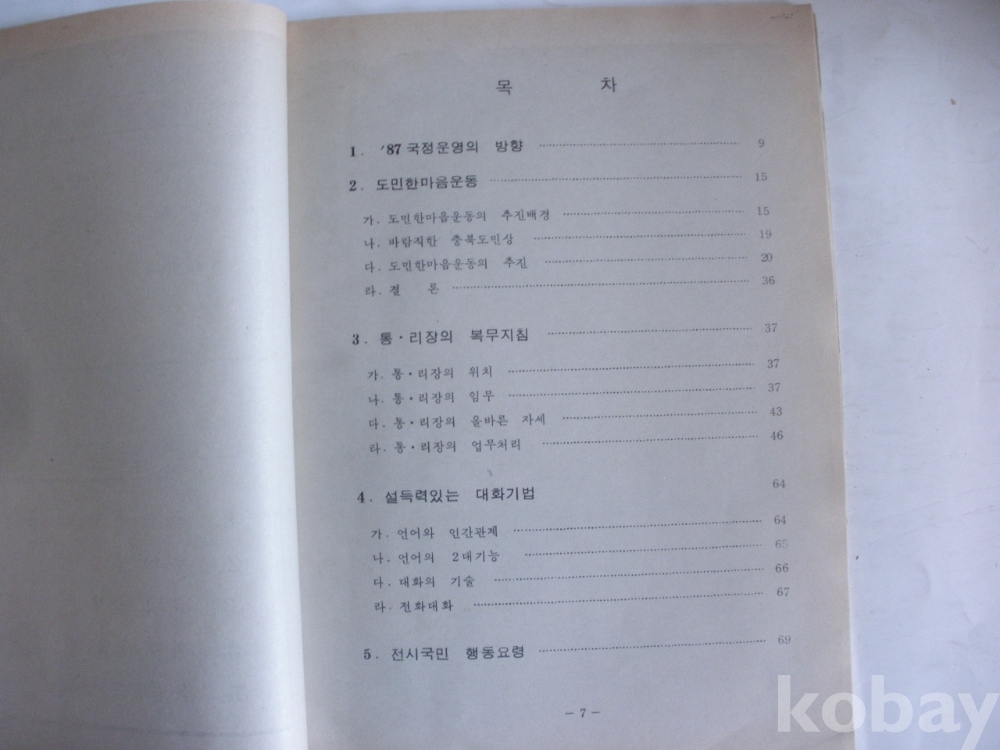 목 차
1. '87 국정운영의 방향 9
2. 도민한마음운동 15
가. 도민한마음운동의 추진배경 15
나. 바람직한 충북도민상 19
다. 도민한마음운동의 추진 20
라. 결 론 36
3. 통·리장의 복무지침 37
가. 통·리장의 위치 37
나. 통·리장의 임무 37
다. 통·리장의 올바른 자세 43
라. 통·리장의 업무처리 46
4. 설득력있는 대화기법 64
가. 언어와 인간관계 64
나. 언어의 2대기능 65
다. 대화의 기술 66
라. 전화대화 67
5. 전시국민 행동요령 69
— 7 —
kobay